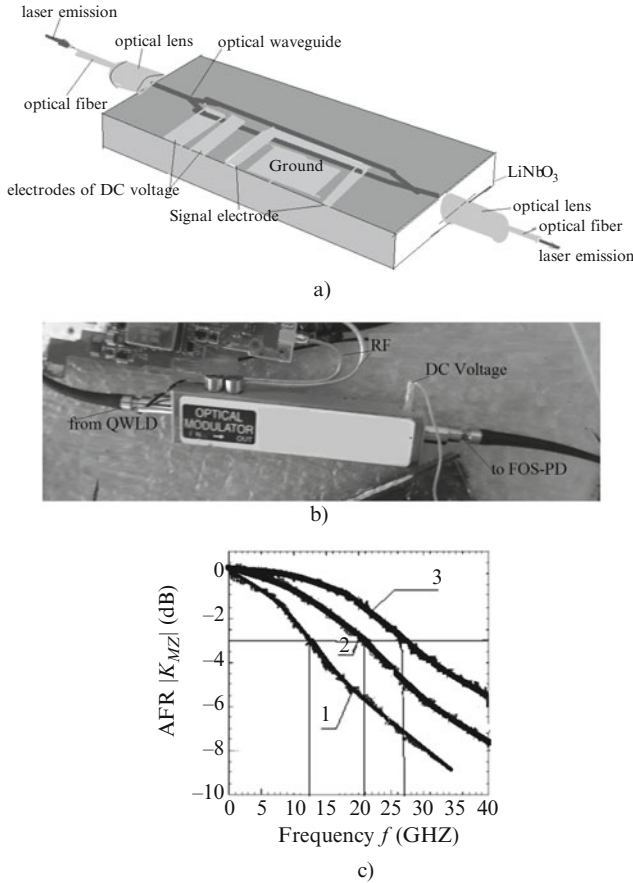 laser emission
optical lens
optical waveguide
optical fiber
Ground
LiNbO3
electrodes of DC voltage
Signal electrode
optical lens
optical fiber
laser emission
a)
RF
DC Voltage
OPTICAL
MODULATOR
IN → OUT
from QWLD
to FOS-PD
b)
AFR |K_MZ| (dB)
0
−2
−4
−6
−8
−10
3
2
1
0 5 10 15 20 25 30 35 40
Frequency f (GHZ)
c)